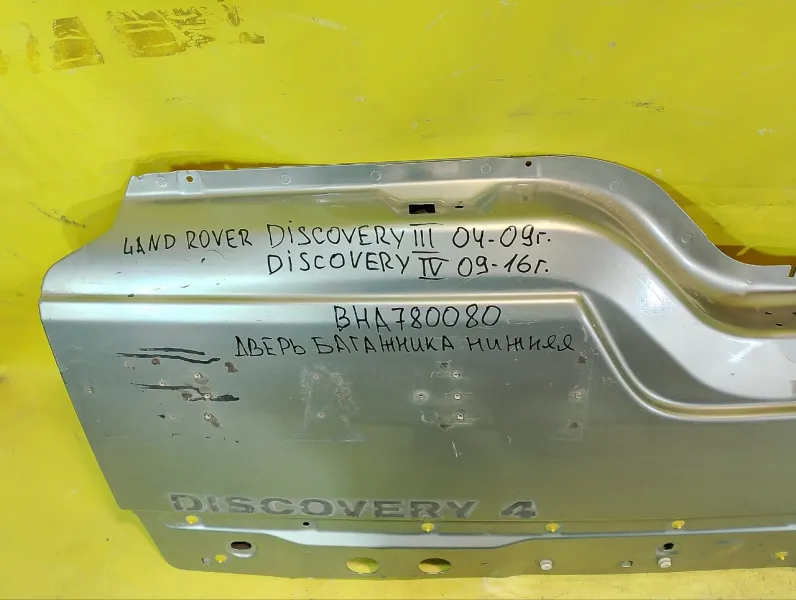 LAND ROVER DISCOVERY III 04-09г.
DISCOVERY IV 09-16г.
BHA780080
ДВЕРЬ БАГАЖНИКА НИЖНЯЯ
DISCOVERY 4